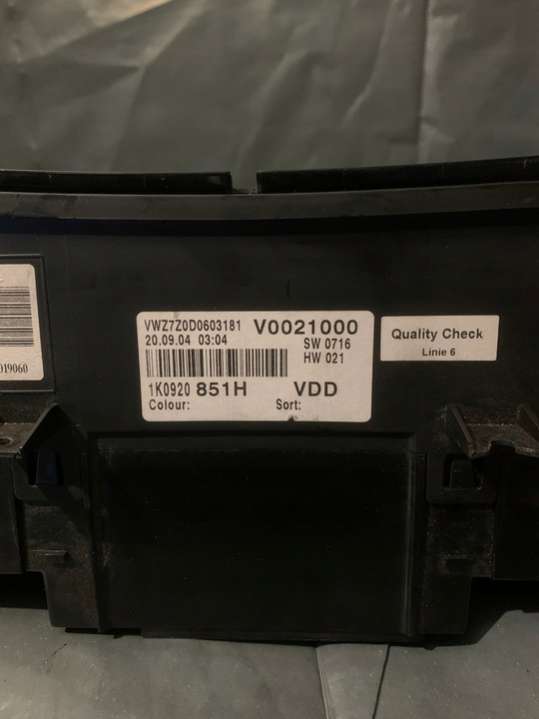 VWZ7Z0D0603181 V0021000
20.09.04 03:04 SW 0716
HW 021
1K0920 851H VDD
Colour: Sort:
Quality Check
Linie 6
019060